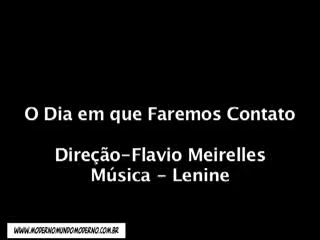 O Dia em que Faremos Contato
Direção-Flavio Meirelles
Música - Lenine
WWW.MODERNOMUNDOMODERNO.COM.BR